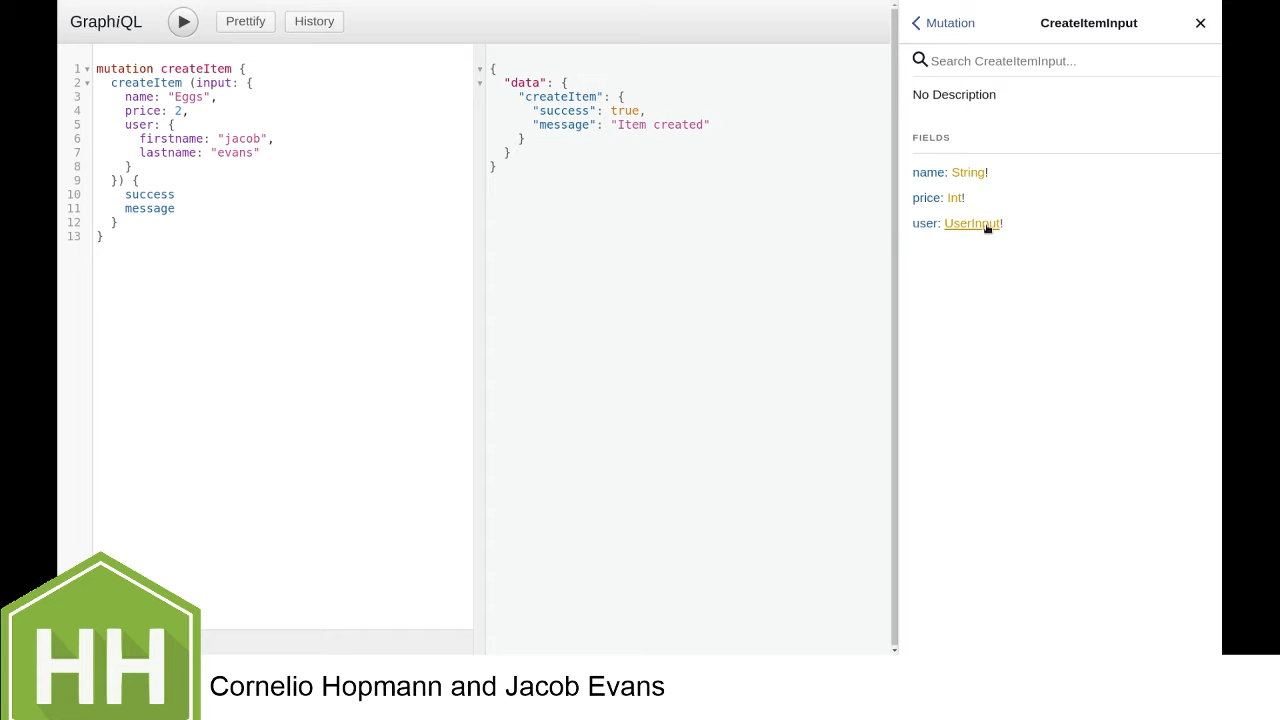 GraphiQL
Prettify
History
1 mutation createItem {
2 createItem (input: {
3 name: "Eggs",
4 price: 2,
5 user: {
6 firstname: "jacob",
7 lastname: "evans"
8 }
9 }) {
10 success
11 message
12 }
13 }
{
"data": {
"createItem": {
"success": true,
"message": "Item created"
}
}
}
Mutation
CreateItemInput
Search CreateItemInput...
No Description
FIELDS
name: String!
price: Int!
user: UserInput!
HH
Cornelio Hopmann and Jacob Evans